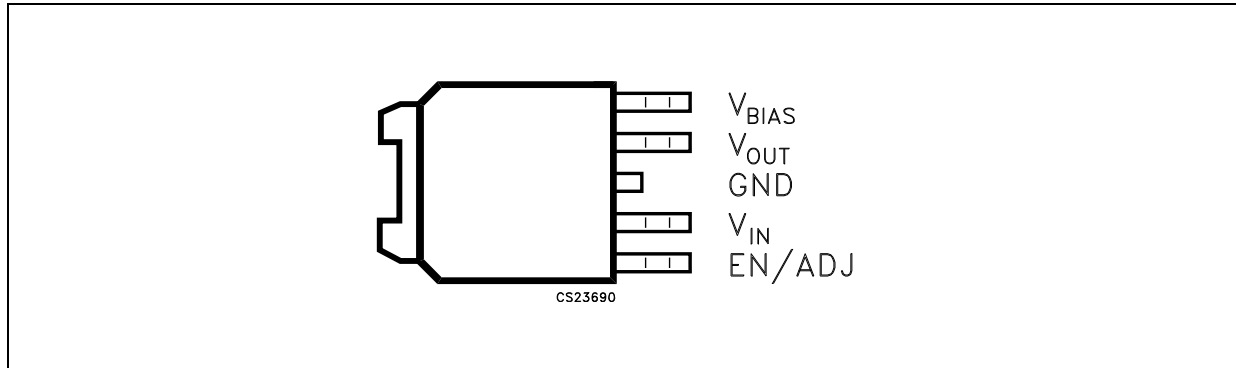 VBIAS
VOUT
GND
VIN
EN/ADJ
CS23690